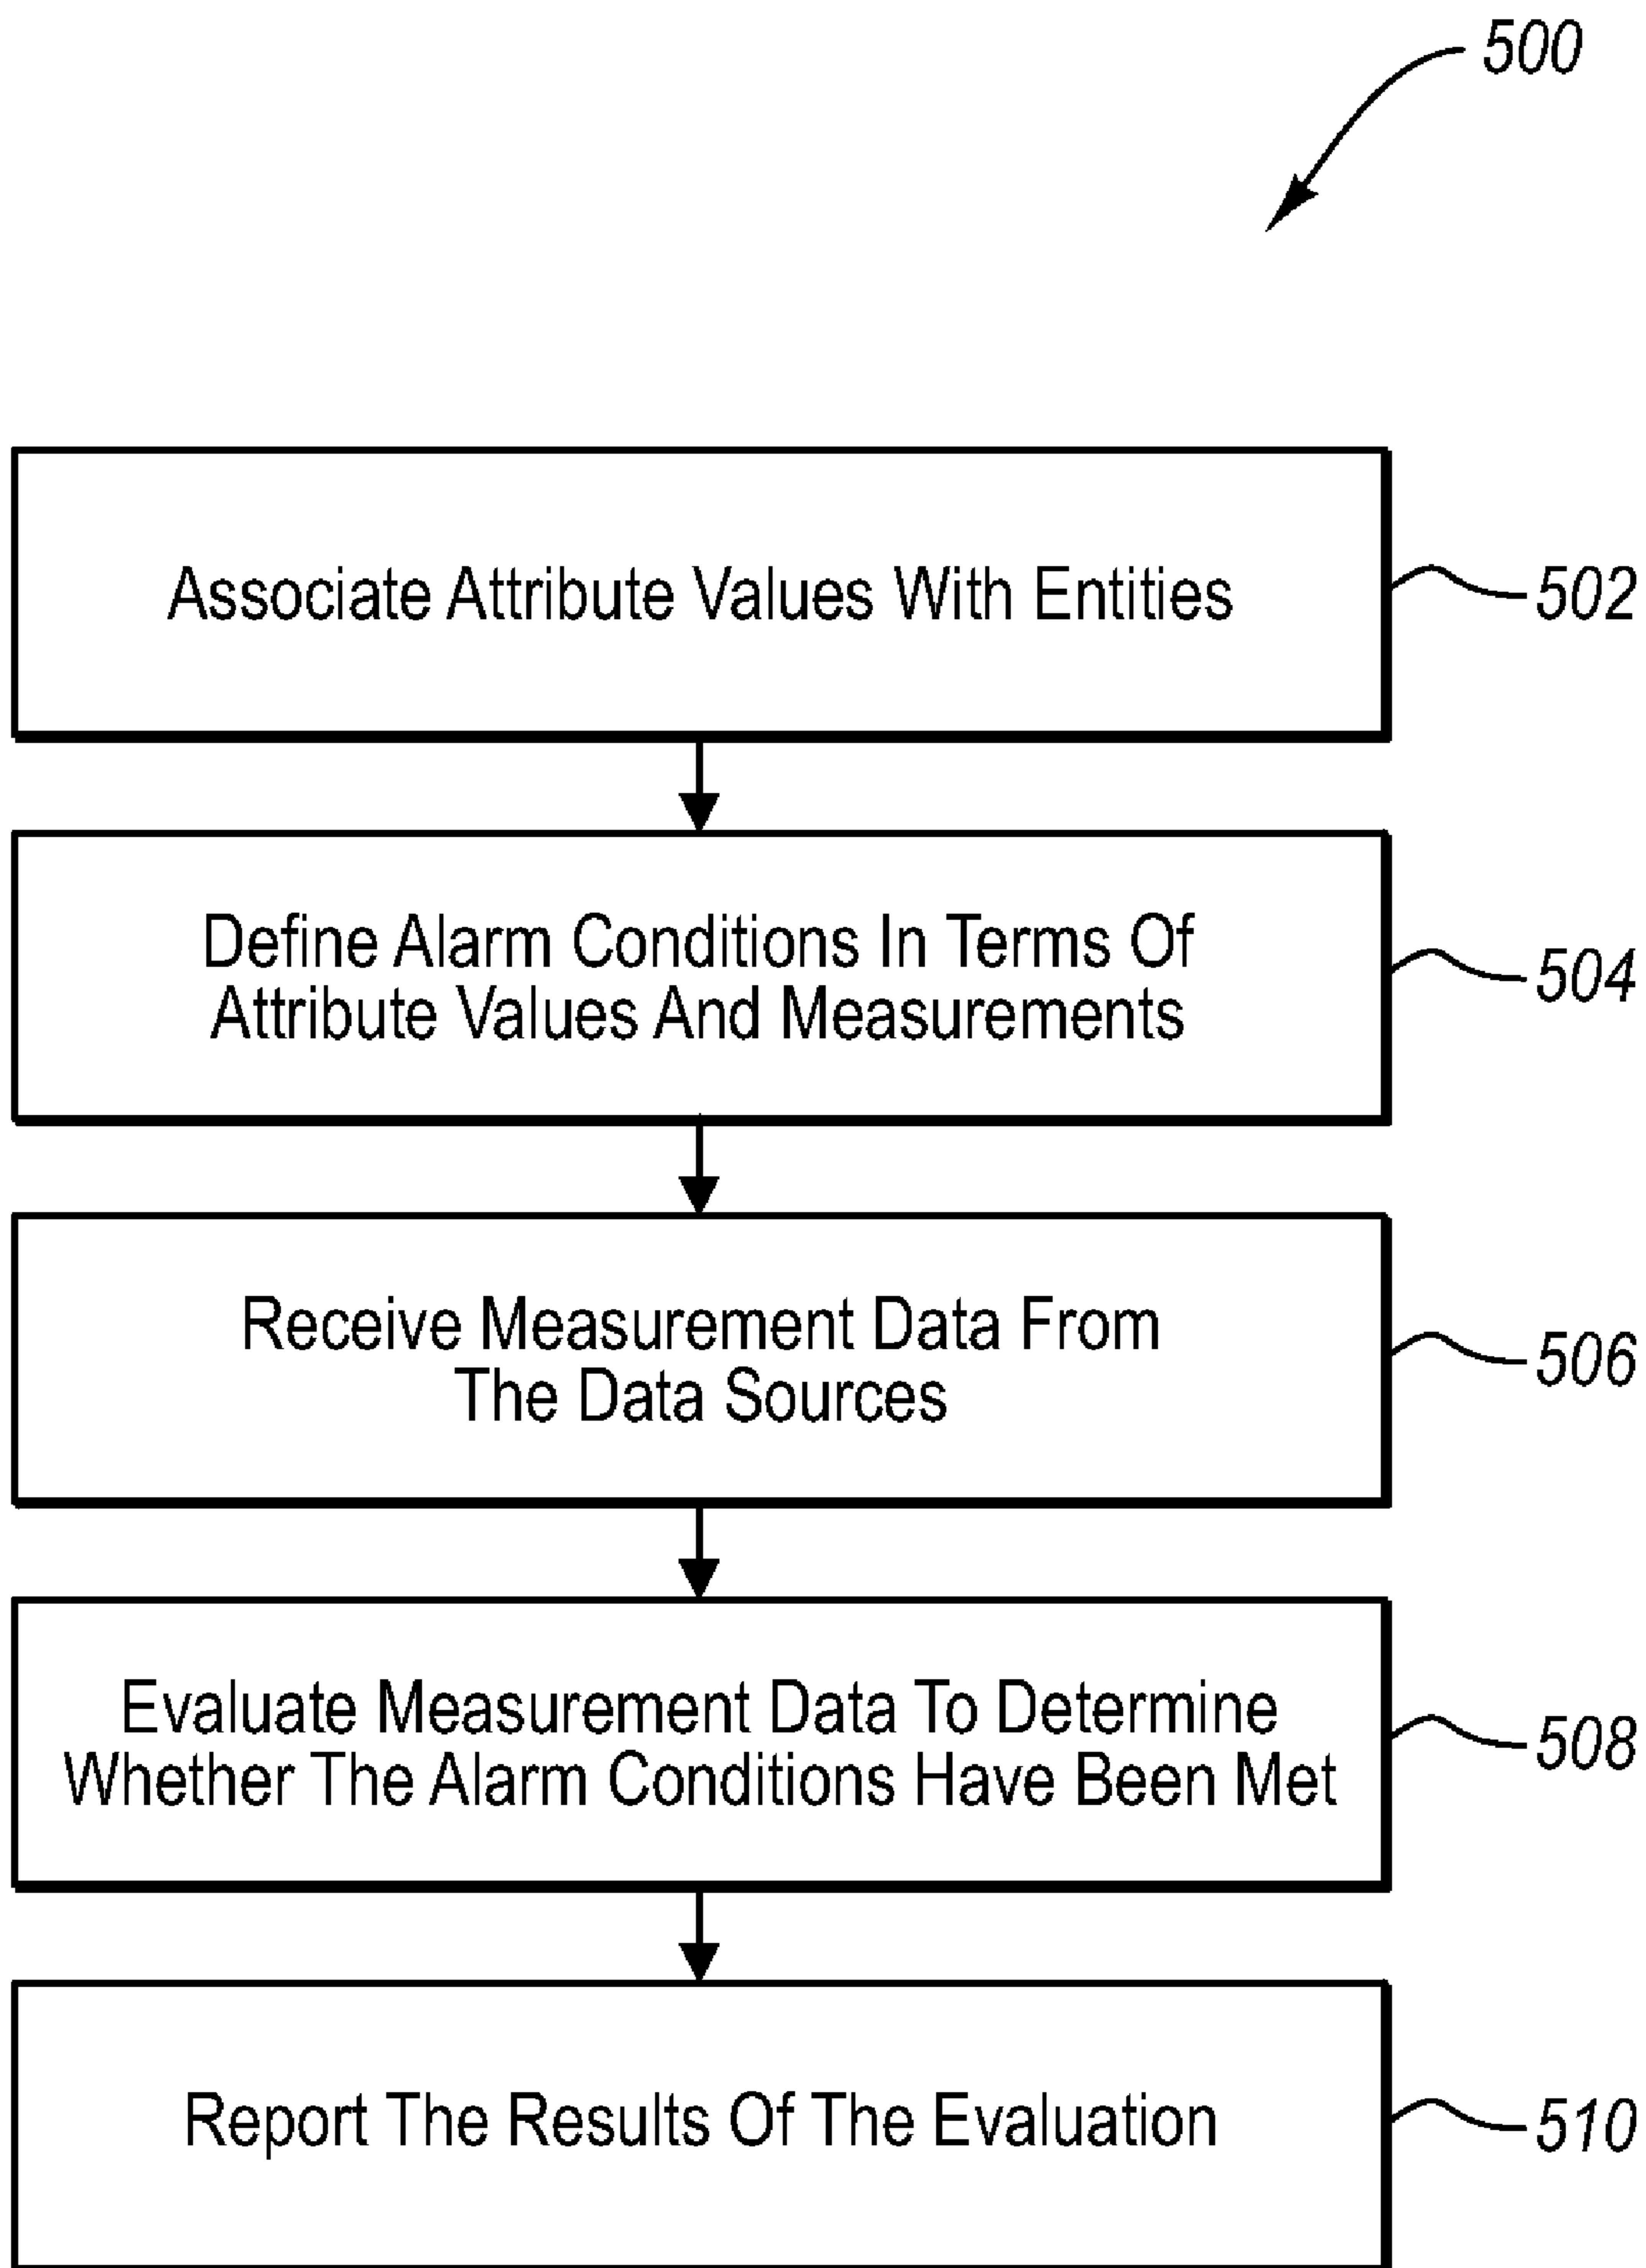 500
Associate Attribute Values With Entities
502
Define Alarm Conditions In Terms Of
Attribute Values And Measurements
504
Receive Measurement Data From
The Data Sources
506
Evaluate Measurement Data To Determine
Whether The Alarm Conditions Have Been Met
508
Report The Results Of The Evaluation
510